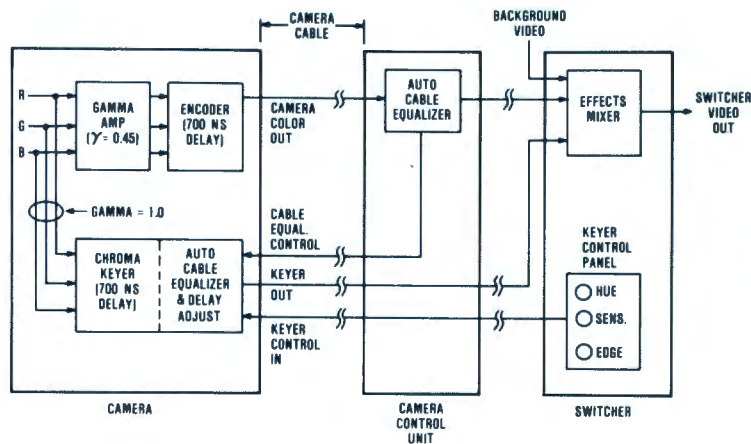 CAMERA
CABLE
BACKGROUND
VIDEO
R
G
B
GAMMA
AMP
(γ = 0.45)
ENCODER
(700 NS
DELAY)
CAMERA
COLOR
OUT
AUTO
CABLE
EQUALIZER
EFFECTS
MIXER
SWITCHER
VIDEO
OUT
GAMMA = 1.0
CABLE
EQUAL.
CONTROL
CHROMA
KEYER
(700 NS
DELAY)
AUTO
CABLE
EQUALIZER
& DELAY
ADJUST
KEYER
OUT
KEYER
CONTROL
IN
KEYER
CONTROL
PANEL
HUE
SENS.
EDGE
CAMERA
CAMERA
CONTROL
UNIT
SWITCHER